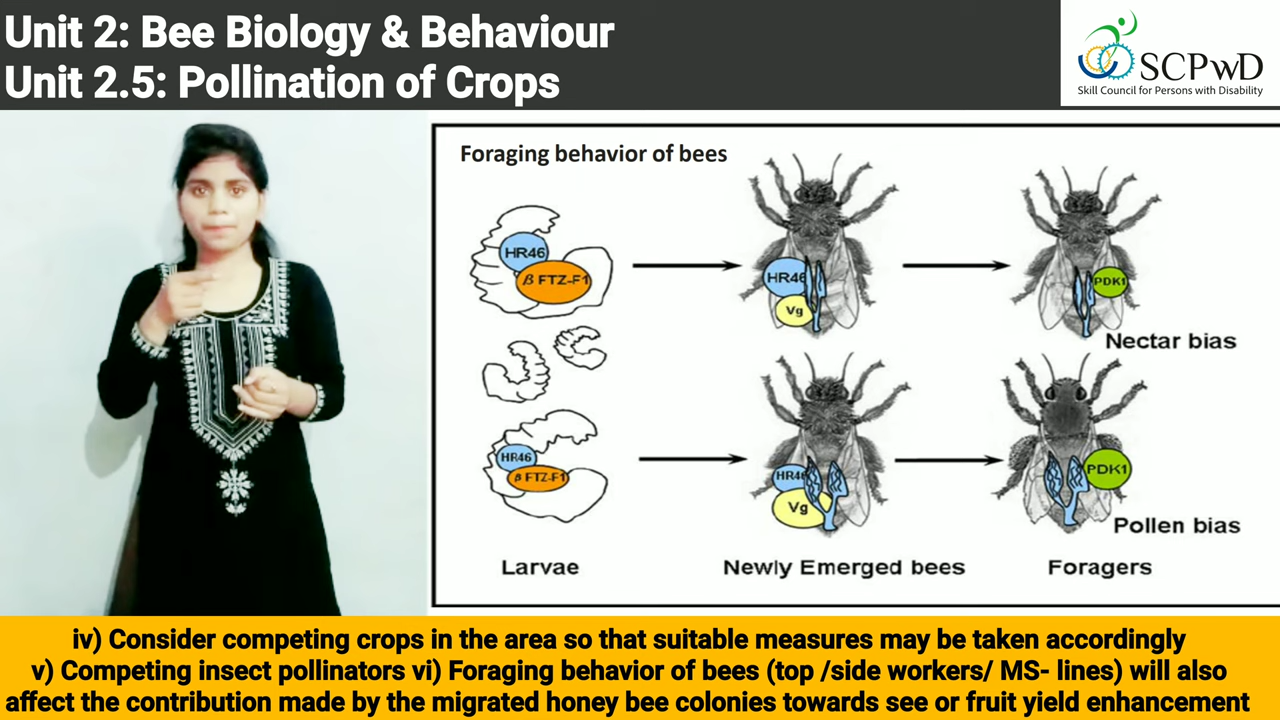 Unit 2: Bee Biology & Behaviour
Unit 2.5: Pollination of Crops
SCPwD
Skill Council for Persons with Disability
Foraging behavior of bees
HR46
β FTZ-F1
HR46
Vg
PDK1
Nectar bias
HR46
β FTZ-F1
HR46
Vg
PDK1
Pollen bias
Larvae
Newly Emerged bees
Foragers
iv) Consider competing crops in the area so that suitable measures may be taken accordingly
v) Competing insect pollinators vi) Foraging behavior of bees (top /side workers/ MS- lines) will also
affect the contribution made by the migrated honey bee colonies towards see or fruit yield enhancement